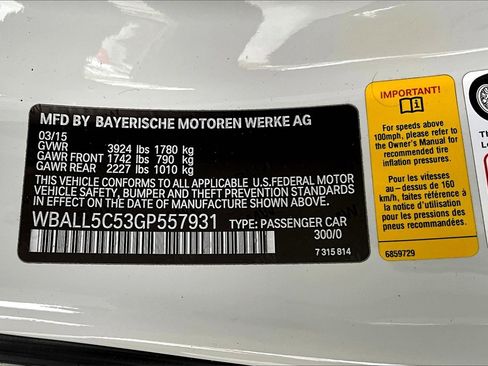 MFD BY BAYERISCHE MOTOREN WERKE AG
03/15
GVWR 3924 lbs 1780 kg
GAWR FRONT 1742 lbs 790 kg
GAWR REAR 2227 lbs 1010 kg
THIS VEHICLE CONFORMS TO ALL APPLICABLE U.S.FEDERAL MOTOR
VEHICLE SAFETY, BUMPER AND THEFT PREVENTION STANDARDS
IN EFFECT ON THE DATE OF MANUFACTURE SHOWN ABOVE.
WBALL5C53GP557931 TYPE: PASSENGER CAR
300/0
7 315 814
IMPORTANT!
For speeds above
100mph, please refer to
the Owner's Manual for
recommended tire
inflation pressures.
Pour les vitesses
au - dessus de 160
km/h, reportez-vous à
la notice d'utilisation
pour les pressions de
gonflage recommandées.
6859729